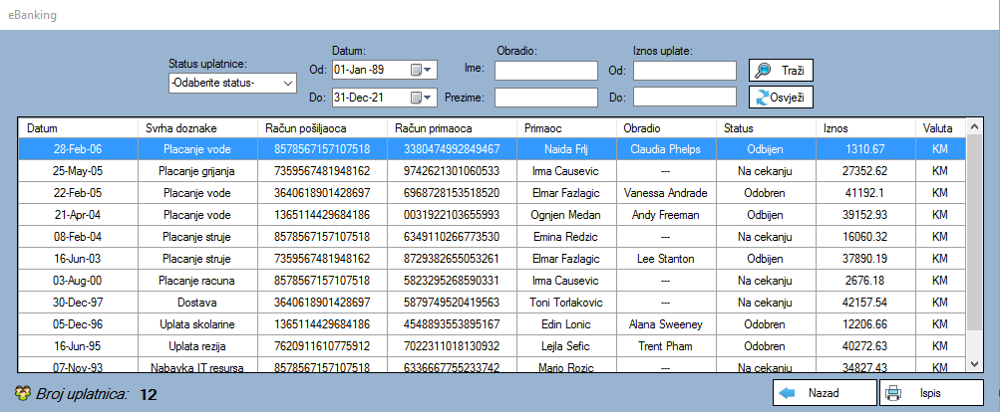 eBanking
Status uplatnice:
-Odaberite status-
Datum:
Od: 01-Jan -89
Do: 31-Dec-21
Obradio:
Ime:
Prezime:
Iznos uplate:
Od:
Do:
Traži
Osvježi
Datum Svrha doznake Račun pošiljaoca Račun primaoca Primaoc Obradio Status Iznos Valuta
28-Feb-06 Placanje vode 8578567157107518 3380474992849467 Naida Frlj Claudia Phelps Odbijen 1310.67 KM
25-May-05 Placanje grijanja 7359567481948162 9742621301060533 Irma Causevic --- Na cekanju 27352.62 KM
22-Feb-05 Placanje vode 3640618901428697 6968728153518520 Elmar Fazlagic Vanessa Andrade Odobren 41192.1 KM
21-Apr-04 Placanje vode 1365114429684186 0031922103655993 Ognjen Medan Andy Freeman Odbijen 39152.93 KM
08-Feb-04 Placanje struje 8578567157107518 6349110266773530 Emina Redzic --- Na cekanju 16060.32 KM
16-Jun-03 Placanje struje 7359567481948162 8729382655053261 Elmar Fazlagic Lee Stanton Odbijen 37890.19 KM
03-Aug-00 Placanje racuna 8578567157107518 5823295268590331 Irma Causevic --- Na cekanju 2676.18 KM
30-Dec-97 Dostava 3640618901428697 5879749520419563 Toni Torlakovic --- Na cekanju 42157.54 KM
05-Dec-96 Uplata skolarine 1365114429684186 4548893553895167 Edin Lonic Alana Sweeney Odobren 12206.66 KM
16-Jun-95 Uplata rezija 7620911610775912 7022311018130932 Lejla Sefic Trent Pham Odobren 40272.63 KM
07-Nov-93 Nabavka IT resursa 8578567157107518 6336667755233742 Mario Rozic --- Na cekanju 34827.43 KM
Broj uplatnica: 12
Nazad
Ispis